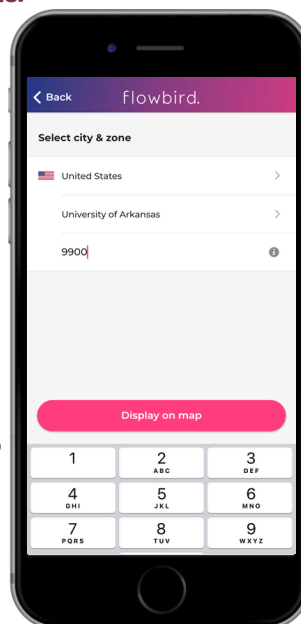 Back flowbird.
Select city & zone
United States
University of Arkansas
9900
Display on map
1 2 3
ABC DEF
4 5 6
GHI JKL MNO
7 8 9
PQRS TUV WXYZ